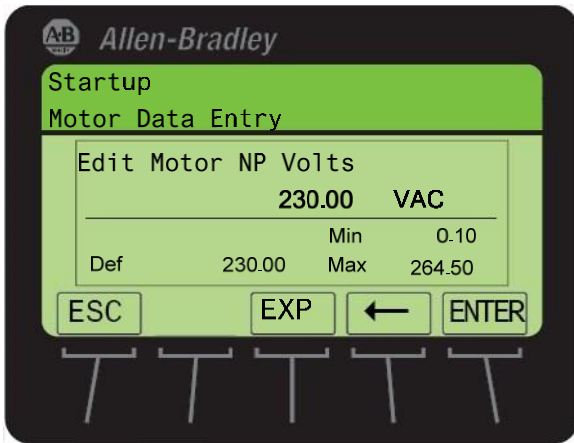 A-B
Allen-Bradley
Startup
Motor Data Entry
Edit Motor NP Volts
230.00 VAC
Min 0.10
Def 230.00 Max 264.50
ESC EXP ← ENTER